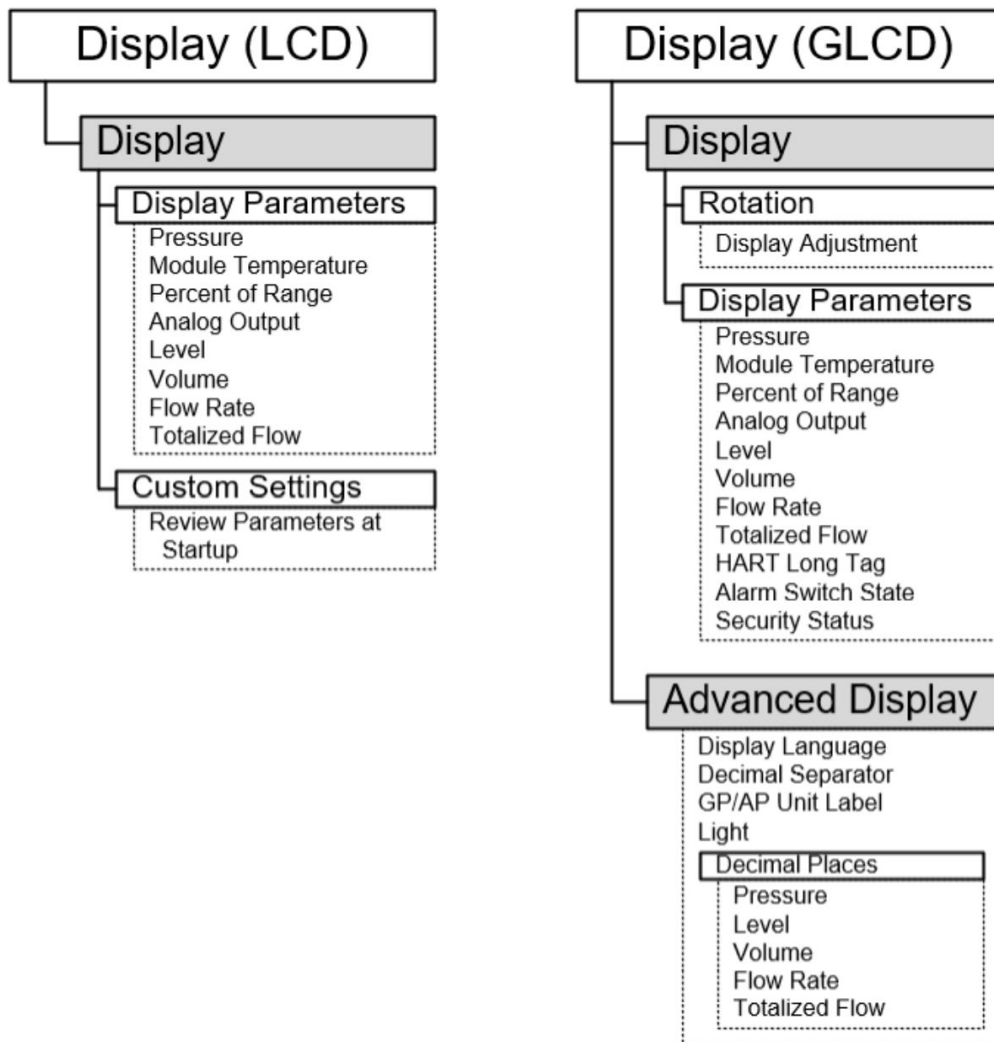 Display (LCD)
Display
Display Parameters
Pressure
Module Temperature
Percent of Range
Analog Output
Level
Volume
Flow Rate
Totalized Flow
Custom Settings
Review Parameters at
Startup
Display (GLCD)
Display
Rotation
Display Adjustment
Display Parameters
Pressure
Module Temperature
Percent of Range
Analog Output
Level
Volume
Flow Rate
Totalized Flow
HART Long Tag
Alarm Switch State
Security Status
Advanced Display
Display Language
Decimal Separator
GP/AP Unit Label
Light
Decimal Places
Pressure
Level
Volume
Flow Rate
Totalized Flow